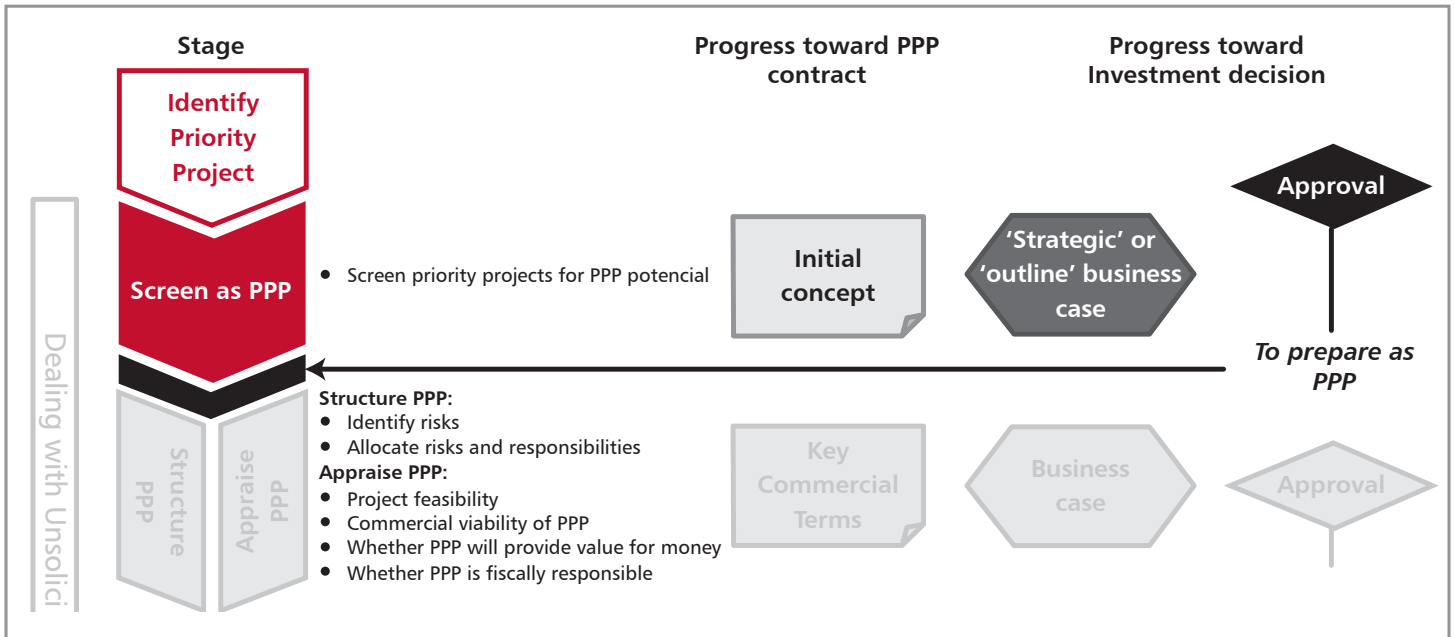 Stage
Progress toward PPP
contract
Progress toward
Investment decision
Identify
Priority
Project
Approval
Screen as PPP
• Screen priority projects for PPP potencial
Initial
concept
‘Strategic’ or
‘outline’ business
case
To prepare as
PPP
Dealing with Unsolici
Structure
PPP
Appraise
PPP
Structure PPP:
• Identify risks
• Allocate risks and responsibilities
Appraise PPP:
• Project feasibility
• Commercial viability of PPP
• Whether PPP will provide value for money
• Whether PPP is fiscally responsible
Key
Commercial
Terms
Business
case
Approval